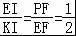 EI/KI = PF/EF = 1/2